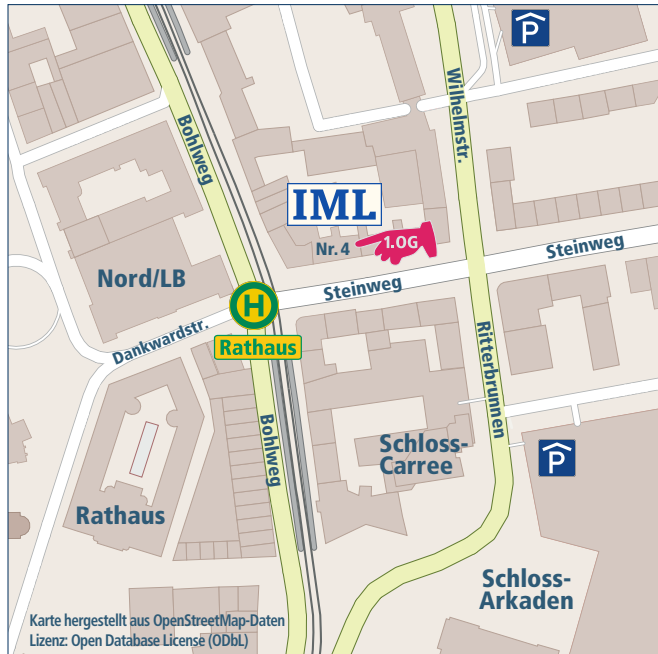 P
Bohlweg
Wilhelmstr.
IML
Nr. 4
1.OG
Steinweg
Steinweg
Nord/LB
H
Rathaus
Dankwardstr.
Ritterbrunnen
Bohlweg
Schloss-
Carree
P
Rathaus
Schloss-
Arkaden
Karte hergestellt aus OpenStreetMap-Daten
Lizenz: Open Database License (ODbL)